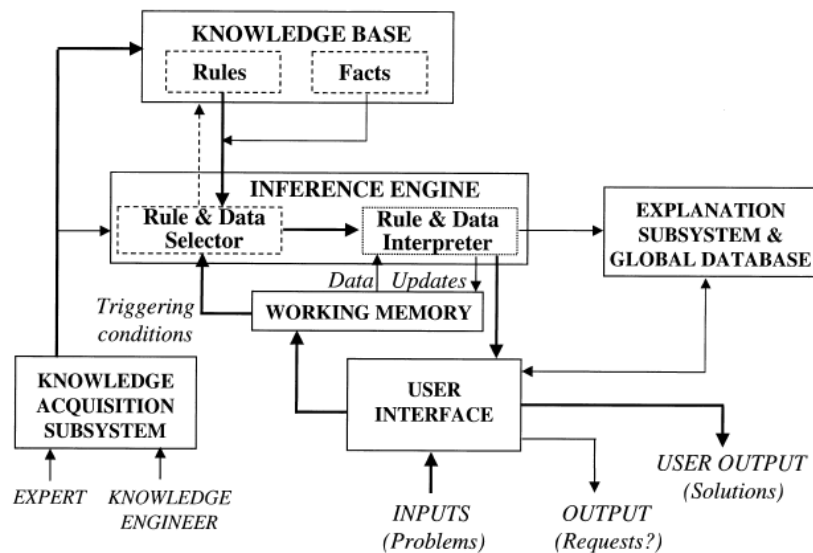 KNOWLEDGE BASE
Rules
Facts
INFERENCE ENGINE
Rule & Data
Selector
Rule & Data
Interpreter
EXPLANATION
SUBSYSTEM &
GLOBAL DATABASE
Data Updates
Triggering
conditions
WORKING MEMORY
KNOWLEDGE
ACQUISITION
SUBSYSTEM
USER
INTERFACE
EXPERT
KNOWLEDGE
ENGINEER
INPUTS
(Problems)
OUTPUT
(Requests?)
USER OUTPUT
(Solutions)